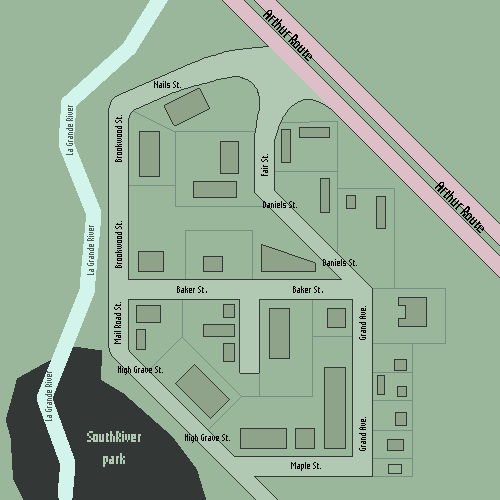 Arthur Route
Nails St.
La Grande River
Brookwood St.
Fair St.
Arthur Route
Daniels St.
La Grande River
Brookwood St.
Daniels St.
Baker St.
Baker St.
Mail Road St.
Grand Ave.
High Grave St.
La Grande River
Grand Ave.
SouthRiver
park
High Grave St.
Maple St.